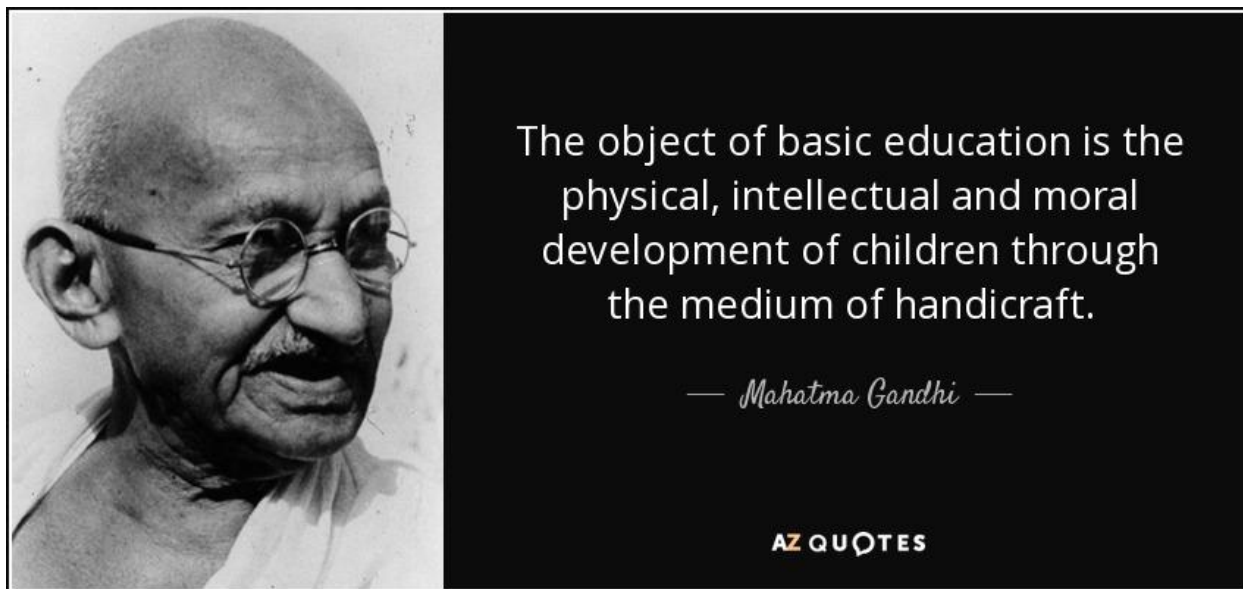 The object of basic education is the
physical, intellectual and moral
development of children through
the medium of handicraft.
Mahatma Gandhi
AZ QUOTES